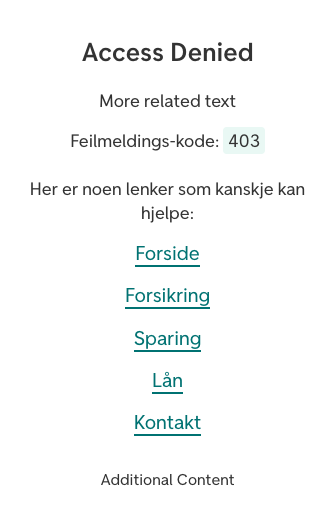 Access Denied
More related text
Feilmeldings-kode: 403
Her er noen lenker som kanskje kan
hjelpe:
Forside
Forsikring
Sparing
Lån
Kontakt
Additional Content